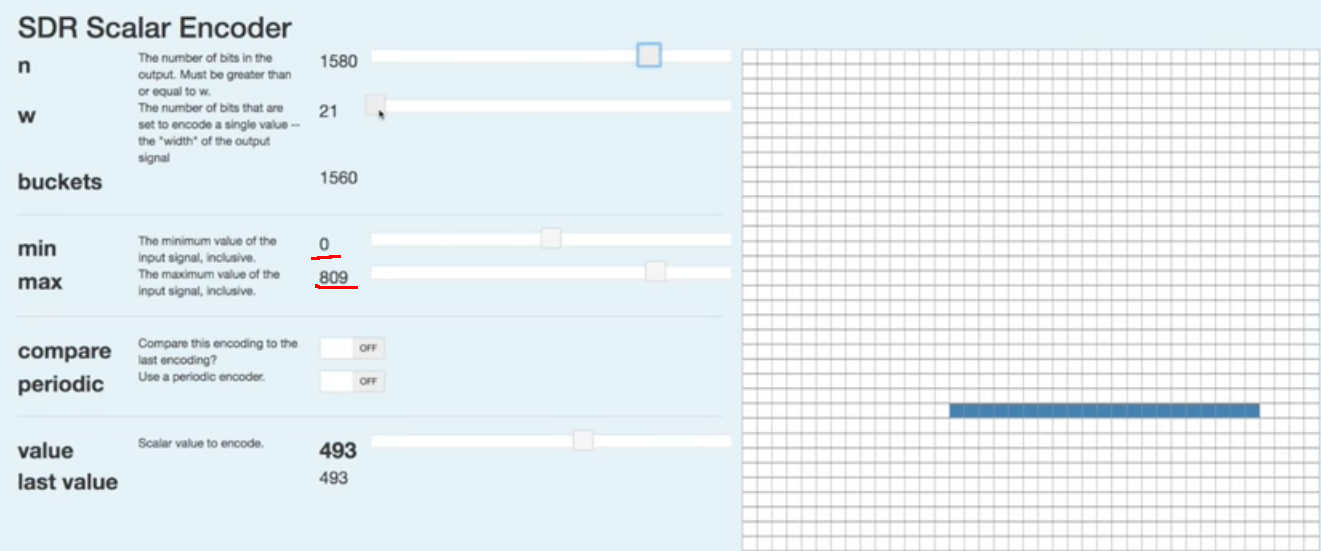 SDR Scalar Encoder
n
The number of bits in the
output. Must be greater than
or equal to w.
1580
w
The number of bits that are
set to encode a single value --
the "width" of the output
signal
21
buckets
1560
min
The minimum value of the
input signal, inclusive.
0
max
The maximum value of the
input signal, inclusive.
809
compare
Compare this encoding to the
last encoding?
OFF
periodic
Use a periodic encoder.
OFF
value
Scalar value to encode.
493
last value
493